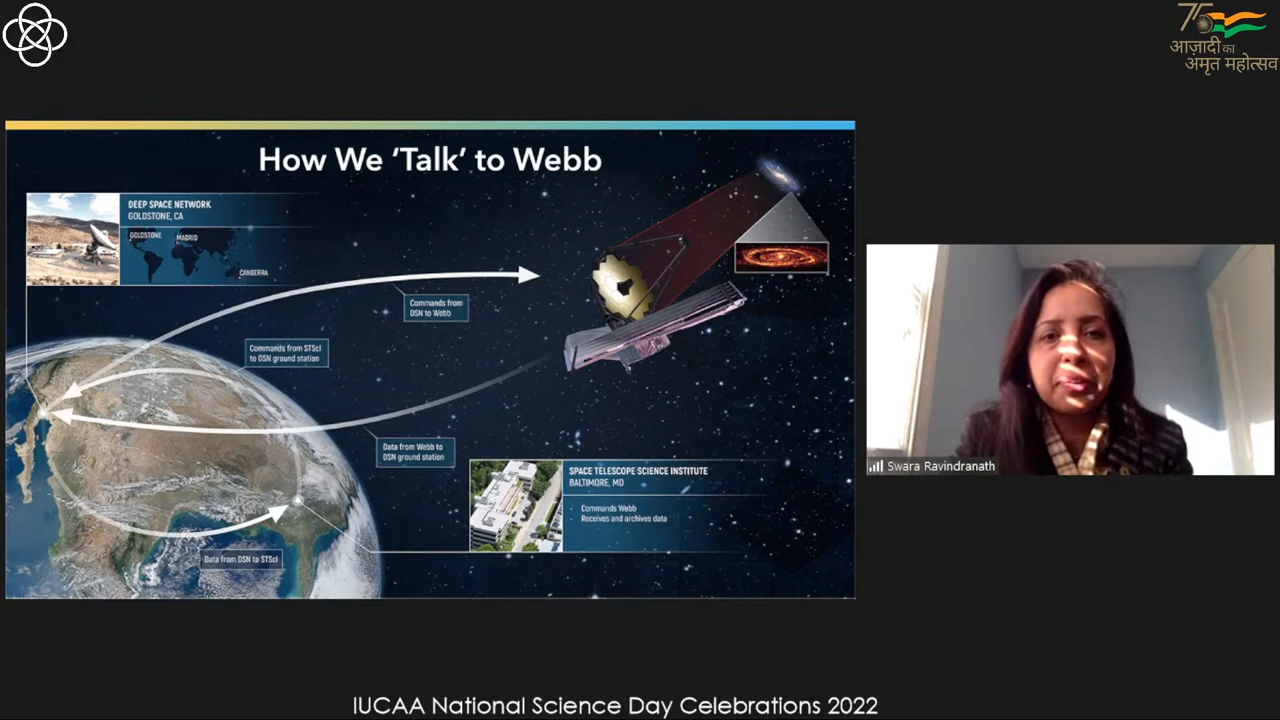 75
आज़ादी का
अमृत महोत्सव
How We ‘Talk’ to Webb
DEEP SPACE NETWORK
GOLDSTONE, CA
GOLDSTONE
MADRID
CANBERRA
Commands from
DSN to Webb
Commands from STScI
to DSN ground station
Data from Webb to
DSN ground station
SPACE TELESCOPE SCIENCE INSTITUTE
BALTIMORE, MD
· Commands Webb
· Receives and archives data
Data from DSN to STScI
Swara Ravindranath
IUCAA National Science Day Celebrations 2022